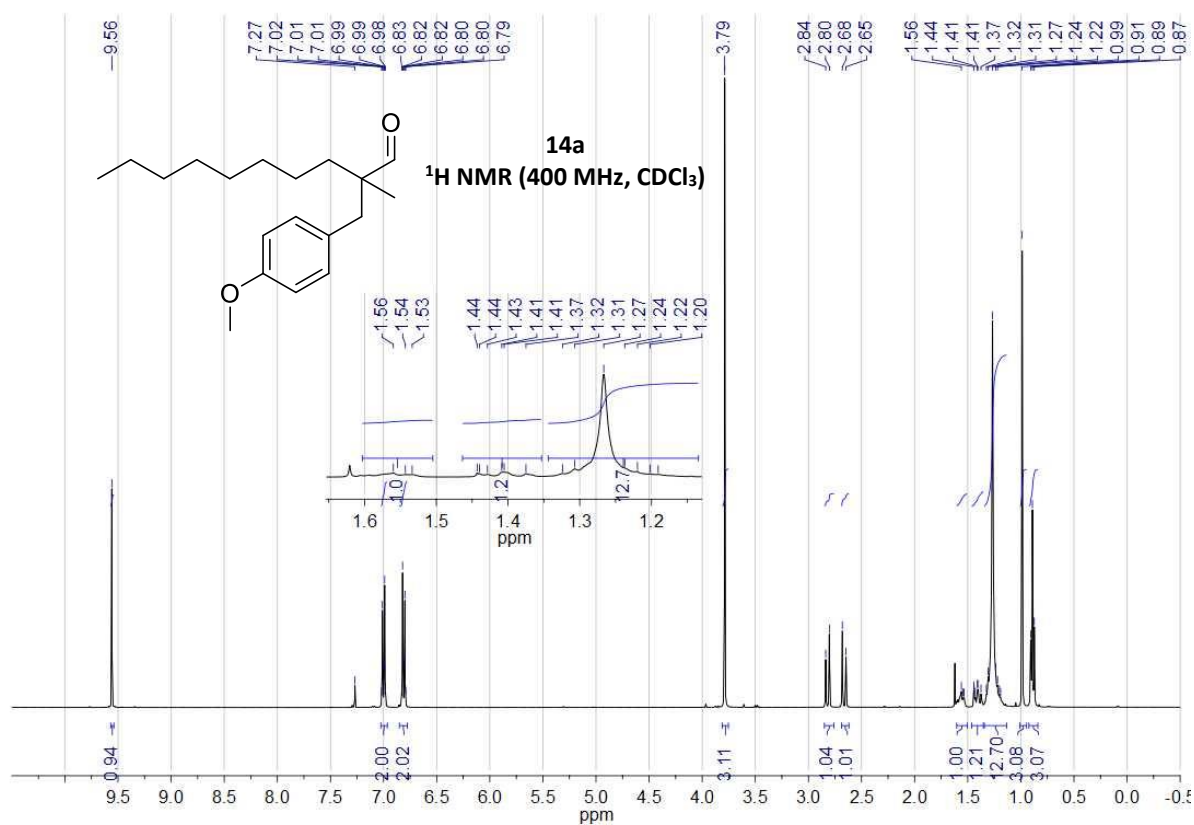 9.56 7.27 7.02 7.01 7.01 6.99 6.99 6.98 6.83 6.82 6.82 6.80 6.80 6.79 3.79 2.84 2.80 2.68 2.65 1.56 1.44 1.41 1.41 1.37 1.32 1.31 1.27 1.24 1.22 0.99 0.91 0.89 0.87
O
14a
¹H NMR (400 MHz, CDCl₃)
O
1.56 1.54 1.53 1.44 1.44 1.43 1.41 1.41 1.37 1.32 1.31 1.27 1.24 1.22 1.20
1.0 1.2 12.7
1.6 1.5 1.4 1.3 1.2
ppm
0.94 2.00 2.02 3.11 1.04 1.01 1.00 1.21 12.70 3.08 3.07
9.5 9.0 8.5 8.0 7.5 7.0 6.5 6.0 5.5 5.0 4.5 4.0 3.5 3.0 2.5 2.0 1.5 1.0 0.5 0.0 -0.5
ppm